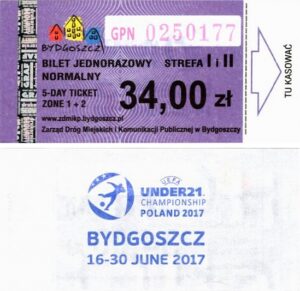 GPN 0250177
BYDGOSZCZ
BILET JEDNORAZOWY STREFA I i II
NORMALNY
5-DAY TICKET
ZONE 1 + 2
34,00 zł
www.zdmikp.bydgoszcz.pl
Zarząd Dróg Miejskich i Komunikacji Publicznej w Bydgoszczy
TU KASOWAĆ
UEFA
UNDER21
CHAMPIONSHIP
POLAND 2017
BYDGOSZCZ
16-30 JUNE 2017